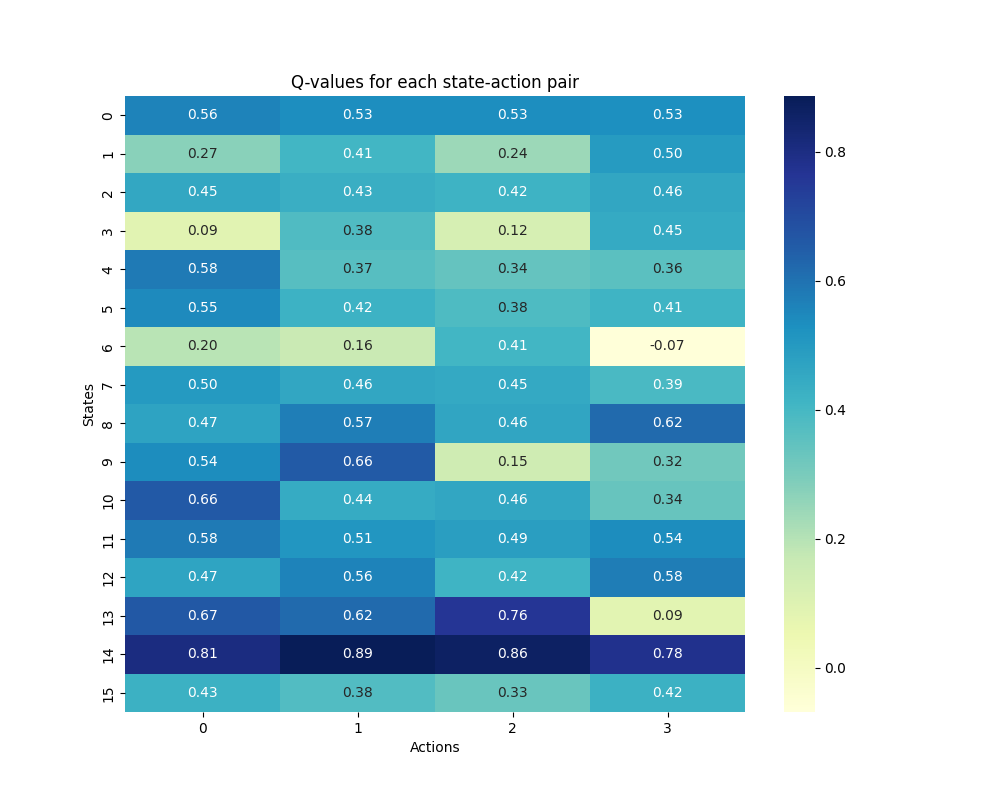 Q-values for each state-action pair
0 0.56 0.53 0.53 0.53
1 0.27 0.41 0.24 0.50
2 0.45 0.43 0.42 0.46
3 0.09 0.38 0.12 0.45
4 0.58 0.37 0.34 0.36
5 0.55 0.42 0.38 0.41
6 0.20 0.16 0.41 -0.07
7 0.50 0.46 0.45 0.39
8 0.47 0.57 0.46 0.62
9 0.54 0.66 0.15 0.32
10 0.66 0.44 0.46 0.34
11 0.58 0.51 0.49 0.54
12 0.47 0.56 0.42 0.58
13 0.67 0.62 0.76 0.09
14 0.81 0.89 0.86 0.78
15 0.43 0.38 0.33 0.42
0 1 2 3
Actions
States
0.8
0.6
0.4
0.2
0.0